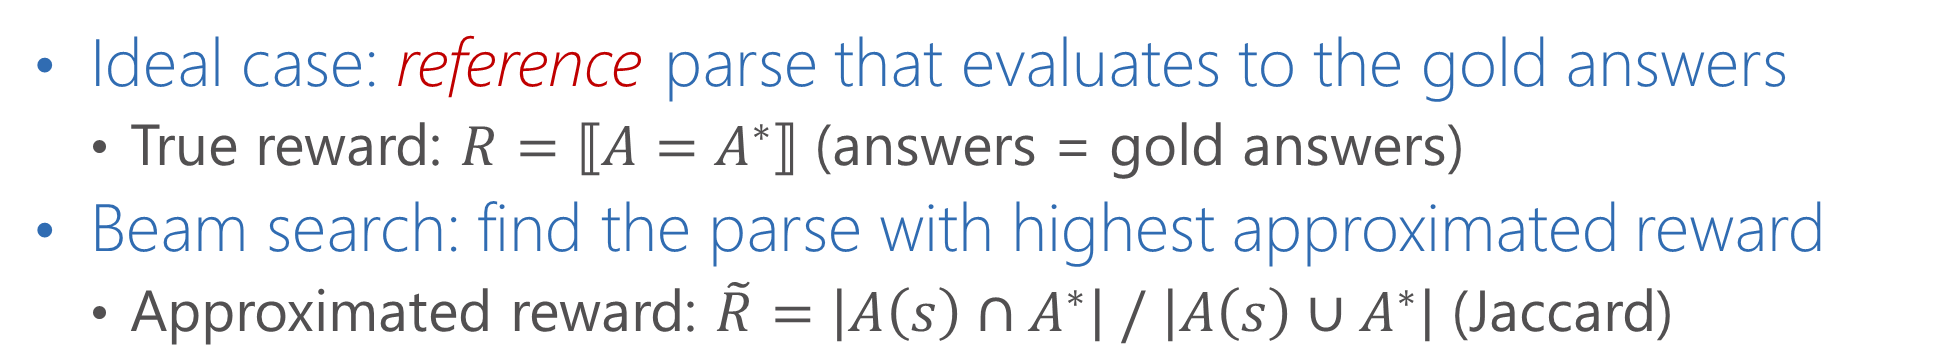 • Ideal case: reference parse that evaluates to the gold answers
• True reward: R = ⟦A = A*⟧ (answers = gold answers)
• Beam search: find the parse with highest approximated reward
• Approximated reward: R̃ = |A(s) ∩ A*| / |A(s) ∪ A*| (Jaccard)